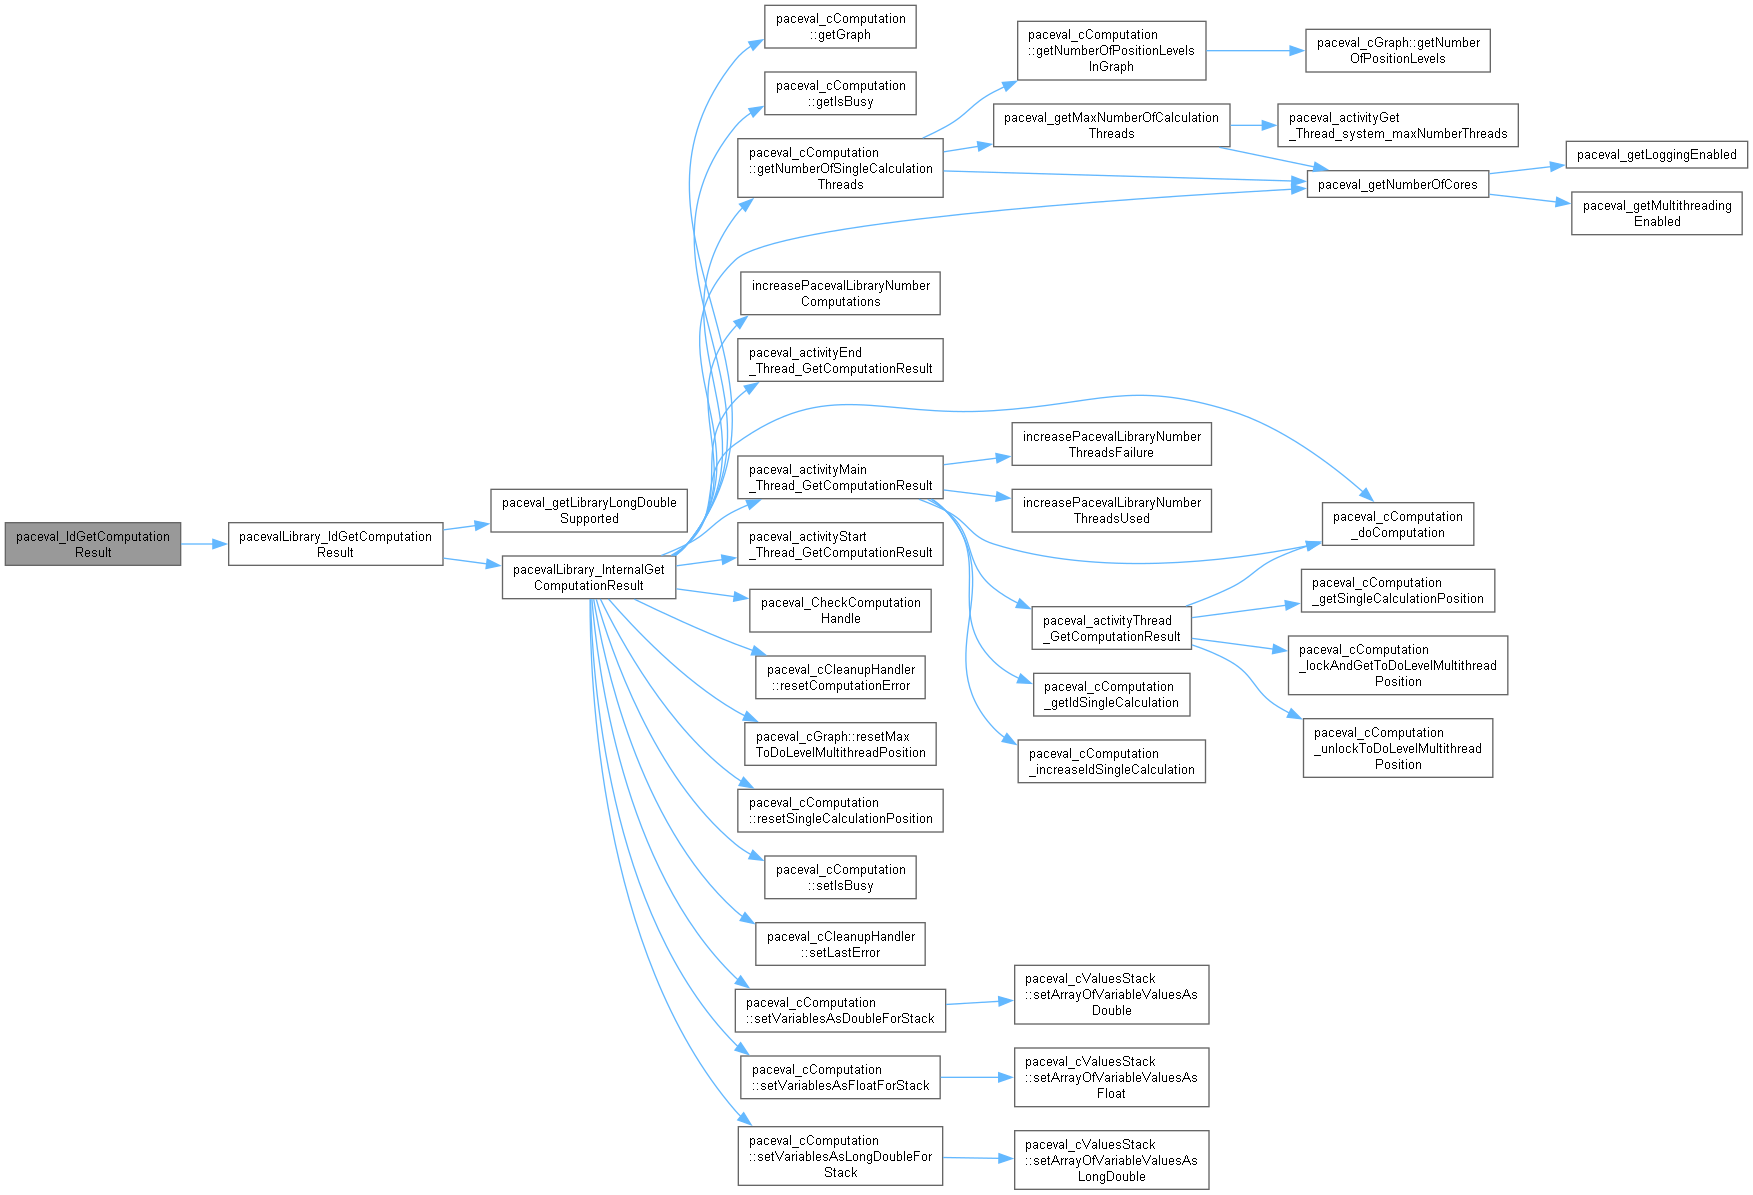 paceval_cComputation
::getGraph
paceval_cComputation
::getNumberOfPositionLevels
InGraph
paceval_cGraph::getNumber
OfPositionLevels
paceval_cComputation
::getIsBusy
paceval_getMaxNumberOfCalculation
Threads
paceval_activityGet
_Thread_system_maxNumberThreads
paceval_cComputation
::getNumberOfSingleCalculation
Threads
paceval_getLoggingEnabled
paceval_getNumberOfCores
paceval_getMultithreading
Enabled
increasePacevalLibraryNumber
Computations
paceval_activityEnd
_Thread_GetComputationResult
increasePacevalLibraryNumber
ThreadsFailure
paceval_activityMain
_Thread_GetComputationResult
increasePacevalLibraryNumber
ThreadsUsed
paceval_getLibraryLongDouble
Supported
paceval_cComputation
_doComputation
paceval_IdGetComputation
Result
pacevalLibrary_IdGetComputation
Result
paceval_activityStart
_Thread_GetComputationResult
pacevalLibrary_InternalGet
ComputationResult
paceval_cComputation
_getSingleCalculationPosition
paceval_CheckComputation
Handle
paceval_activityThread
_GetComputationResult
paceval_cComputation
_lockAndGetToDoLevelMultithread
Position
paceval_cCleanupHandler
::resetComputationError
paceval_cComputation
_getIdSingleCalculation
paceval_cGraph::resetMax
ToDoLevelMultithreadPosition
paceval_cComputation
_unlockToDoLevelMultithread
Position
paceval_cComputation
_increaseIdSingleCalculation
paceval_cComputation
::resetSingleCalculationPosition
paceval_cComputation
::setIsBusy
paceval_cCleanupHandler
::setLastError
paceval_cComputation
::setVariablesAsDoubleForStack
paceval_cValuesStack
::setArrayOfVariableValuesAs
Double
paceval_cComputation
::setVariablesAsFloatForStack
paceval_cValuesStack
::setArrayOfVariableValuesAs
Float
paceval_cComputation
::setVariablesAsLongDoubleFor
Stack
paceval_cValuesStack
::setArrayOfVariableValuesAs
LongDouble